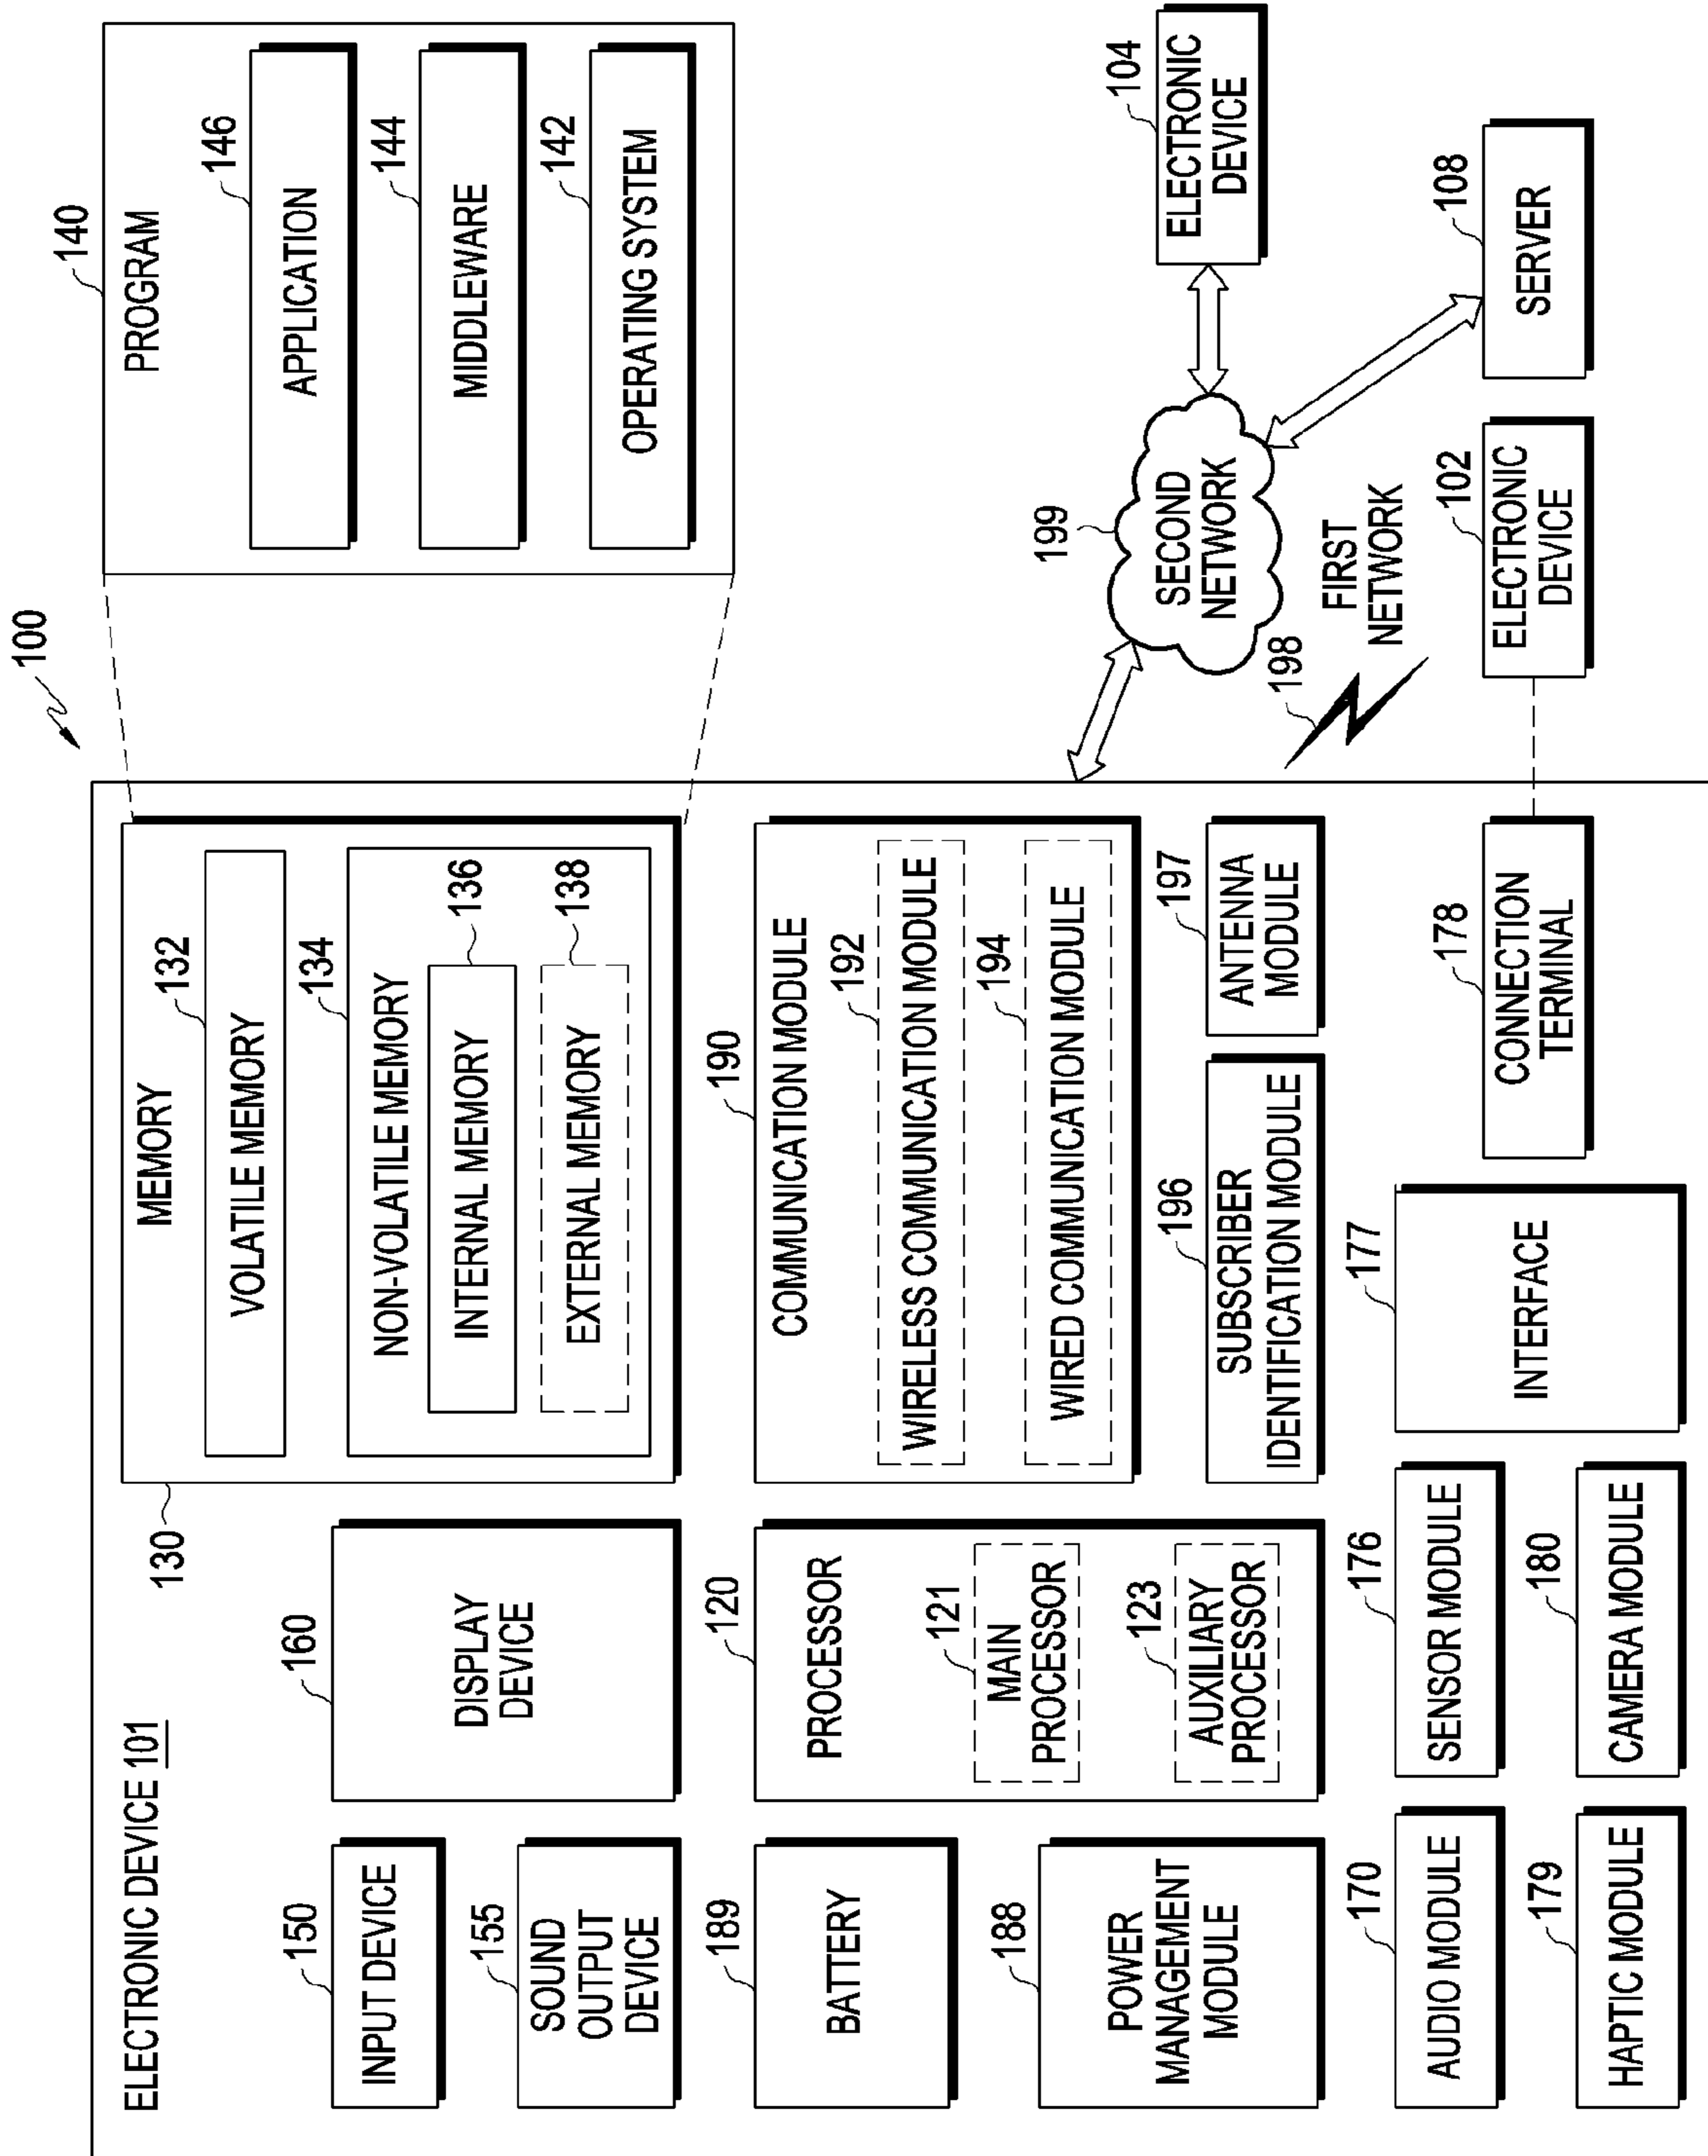 100
ELECTRONIC DEVICE 101
150
INPUT DEVICE
155
SOUND
OUTPUT
DEVICE
160
DISPLAY
DEVICE
130
MEMORY
132
VOLATILE MEMORY
134
NON-VOLATILE MEMORY
136
INTERNAL MEMORY
138
EXTERNAL MEMORY
140
PROGRAM
146
APPLICATION
144
MIDDLEWARE
142
OPERATING SYSTEM
189
BATTERY
188
POWER
MANAGEMENT
MODULE
120
PROCESSOR
121
MAIN
PROCESSOR
123
AUXILIARY
PROCESSOR
190
COMMUNICATION MODULE
192
WIRELESS COMMUNICATION MODULE
194
WIRED COMMUNICATION MODULE
196
SUBSCRIBER
IDENTIFICATION MODULE
197
ANTENNA
MODULE
199
SECOND
NETWORK
104
ELECTRONIC
DEVICE
198
FIRST
NETWORK
108
SERVER
102
ELECTRONIC
DEVICE
170
AUDIO MODULE
176
SENSOR MODULE
177
INTERFACE
178
CONNECTION
TERMINAL
179
HAPTIC MODULE
180
CAMERA MODULE